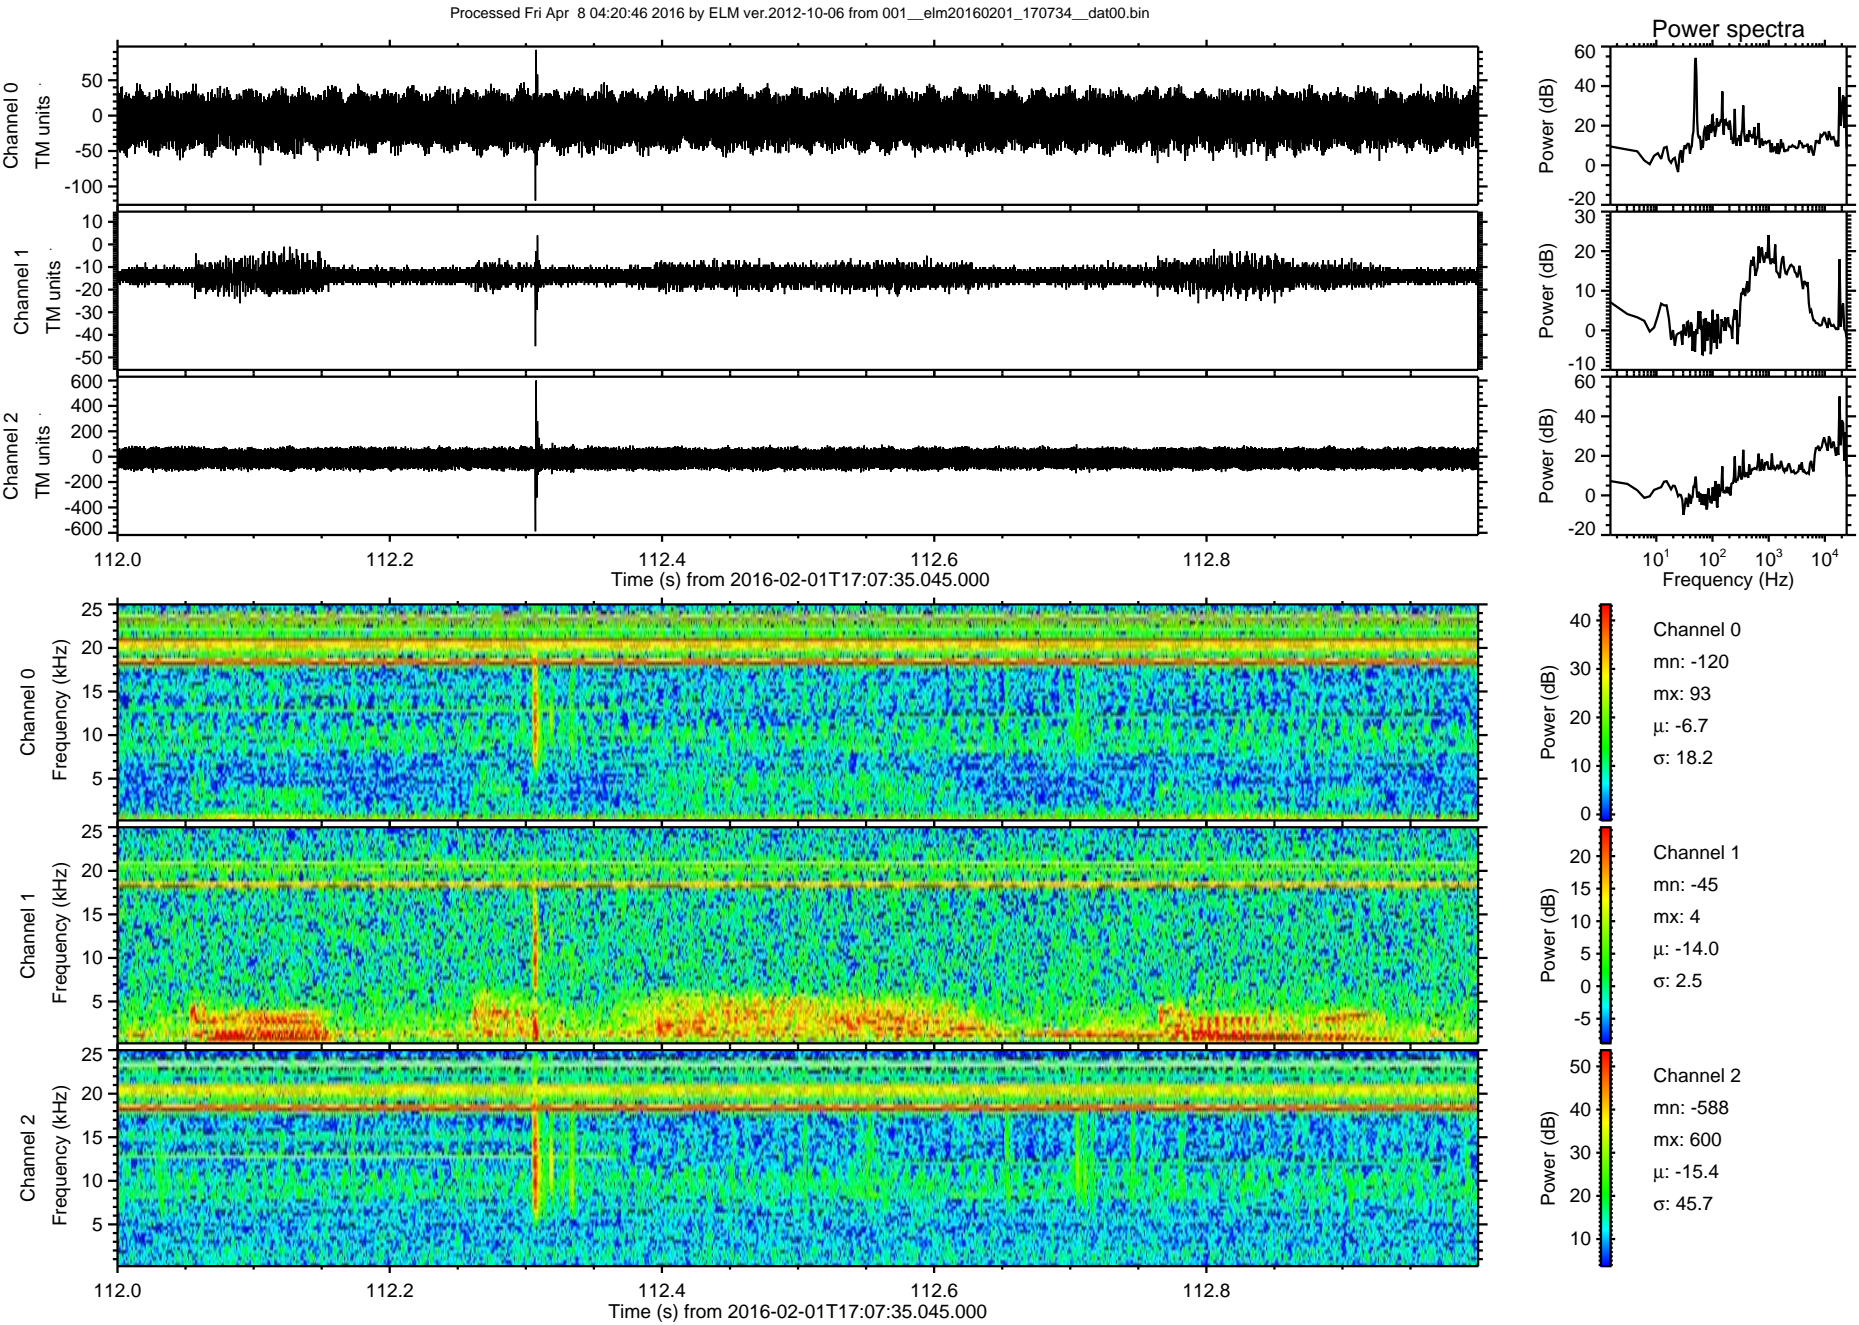 Processed Fri Apr  8 04:20:46 2016 by ELM ver.2012-10-06 from 001__elm20160201_170734__dat00.bin
Power spectra
Channel 0
TM units
50
0
-50
-100
Power (dB)
60
40
20
0
-20
Channel 1
TM units
10
0
-10
-20
-30
-40
-50
Power (dB)
30
20
10
0
-10
Channel 2
TM units
600
400
200
0
-200
-400
-600
Power (dB)
60
40
20
0
-20
112.0 112.2 112.4 112.6 112.8
Time (s) from 2016-02-01T17:07:35.045.000
10¹ 10² 10³ 10⁴
Frequency (Hz)
Channel 0
Frequency (kHz)
25
20
15
10
5
Power (dB)
40
30
20
10
0
Channel 0
mn: -120
mx: 93
μ: -6.7
σ: 18.2
Channel 1
Frequency (kHz)
25
20
15
10
5
Power (dB)
20
15
10
5
0
-5
Channel 1
mn: -45
mx: 4
μ: -14.0
σ: 2.5
Channel 2
Frequency (kHz)
25
20
15
10
5
Power (dB)
50
40
30
20
10
Channel 2
mn: -588
mx: 600
μ: -15.4
σ: 45.7
112.0 112.2 112.4 112.6 112.8
Time (s) from 2016-02-01T17:07:35.045.000